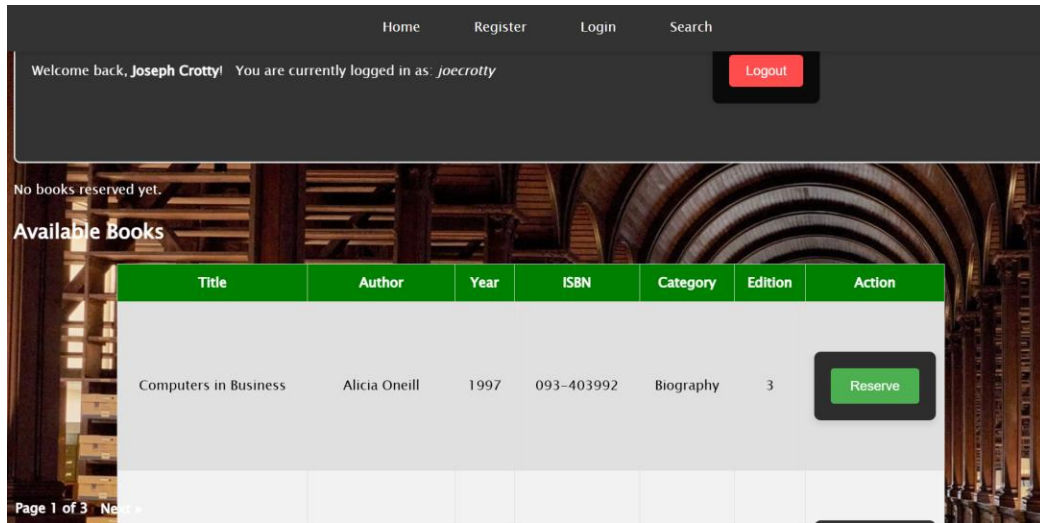 Home Register Login Search
Welcome back, Joseph Crotty! You are currently logged in as: joecrotty
Logout
No books reserved yet.
Available Books
Title Author Year ISBN Category Edition Action
Computers in Business Alicia Oneill 1997 093-403992 Biography 3 Reserve
Page 1 of 3 Next »